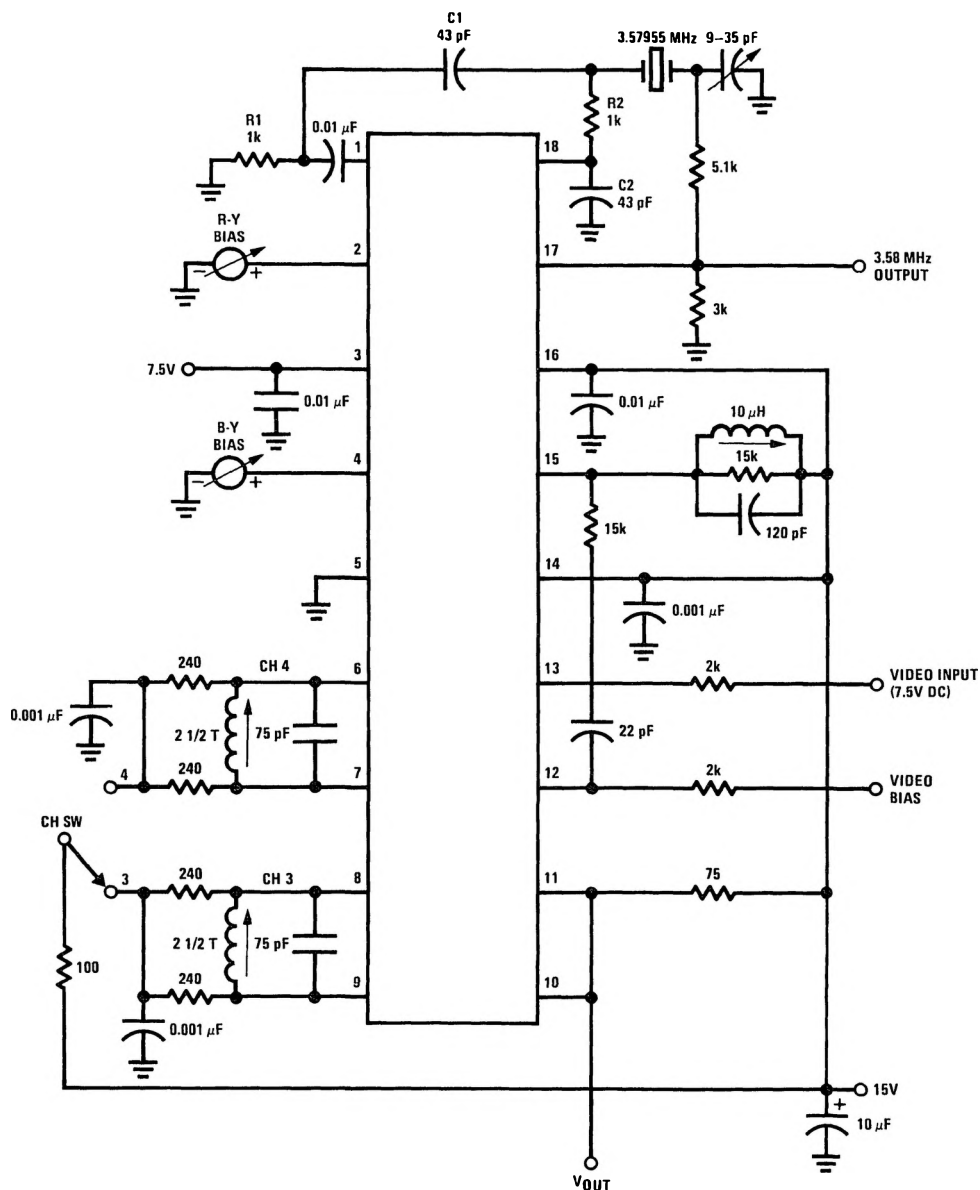 C1
43 pF
3.57955 MHz
9–35 pF
R1
1k
0.01 μF
1
18
R2
1k
C2
43 pF
5.1k
R-Y
BIAS
–
+
2
17
3.58 MHz
OUTPUT
3k
7.5V
3
16
0.01 μF
0.01 μF
10 μH
15k
120 pF
B-Y
BIAS
–
+
4
15
15k
5
14
0.001 μF
240
CH 4
6
13
2k
VIDEO INPUT
(7.5V DC)
0.001 μF
2 1/2 T
75 pF
22 pF
4
240
7
12
2k
VIDEO
BIAS
CH SW
3
240
CH 3
8
11
75
2 1/2 T
75 pF
100
240
9
10
0.001 μF
15V
+
10 μF
VOUT